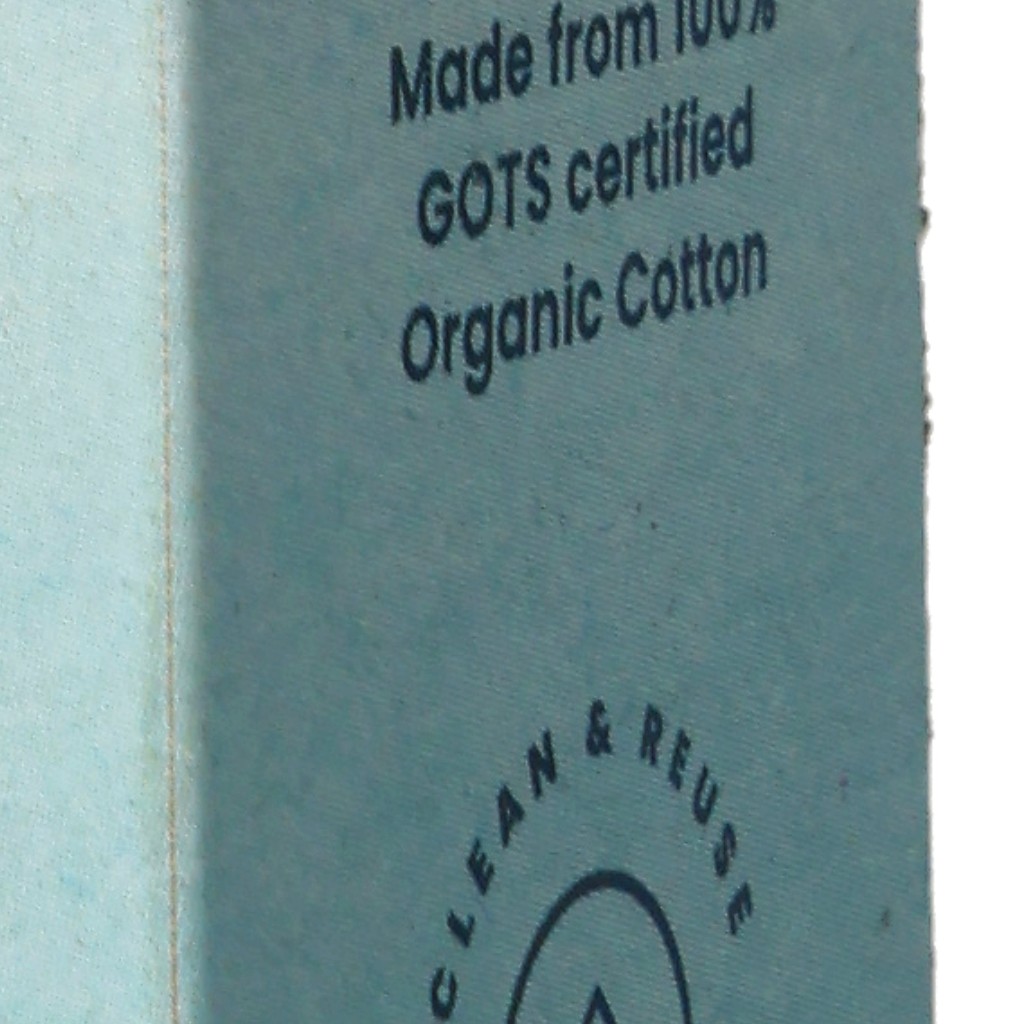 Made from 100%
GOTS certified
Organic Cotton
CLEAN & REUSE